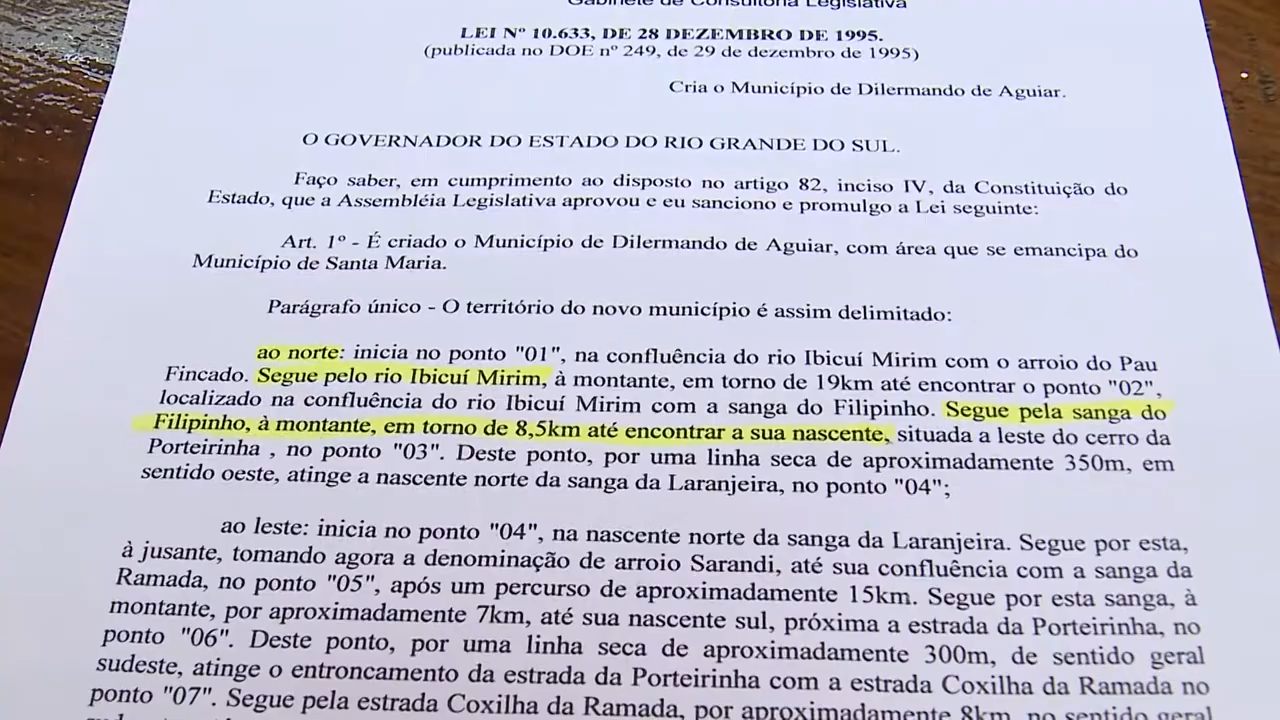 Gabinete de Consultoria Legislativa
LEI Nº 10.633, DE 28 DEZEMBRO DE 1995.
(publicada no DOE nº 249, de 29 de dezembro de 1995)
Cria o Município de Dilermando de Aguiar.
O GOVERNADOR DO ESTADO DO RIO GRANDE DO SUL.
Faço saber, em cumprimento ao disposto no artigo 82, inciso IV, da Constituição do
Estado, que a Assembléia Legislativa aprovou e eu sanciono e promulgo a Lei seguinte:
Art. 1º - É criado o Município de Dilermando de Aguiar, com área que se emancipa do
Município de Santa Maria.
Parágrafo único - O território do novo município é assim delimitado:
ao norte: inicia no ponto "01", na confluência do rio Ibicuí Mirim com o arroio do Pau
Fincado. Segue pelo rio Ibicuí Mirim, à montante, em torno de 19km até encontrar o ponto "02",
localizado na confluência do rio Ibicuí Mirim com a sanga do Filipinho. Segue pela sanga do
Filipinho, à montante, em torno de 8,5km até encontrar a sua nascente, situada a leste do cerro da
Porteirinha , no ponto "03". Deste ponto, por uma linha seca de aproximadamente 350m, em
sentido oeste, atinge a nascente norte da sanga da Laranjeira, no ponto "04";
ao leste: inicia no ponto "04", na nascente norte da sanga da Laranjeira. Segue por esta,
à jusante, tomando agora a denominação de arroio Sarandi, até sua confluência com a sanga da
Ramada, no ponto "05", após um percurso de aproximadamente 15km. Segue por esta sanga, à
montante, por aproximadamente 7km, até sua nascente sul, próxima a estrada da Porteirinha, no
ponto "06". Deste ponto, por uma linha seca de aproximadamente 300m, de sentido geral
sudeste, atinge o entroncamento da estrada da Porteirinha com a estrada Coxilha da Ramada no
ponto "07". Segue pela estrada Coxilha da Ramada, por aproximadamente 8km, no sentido geral